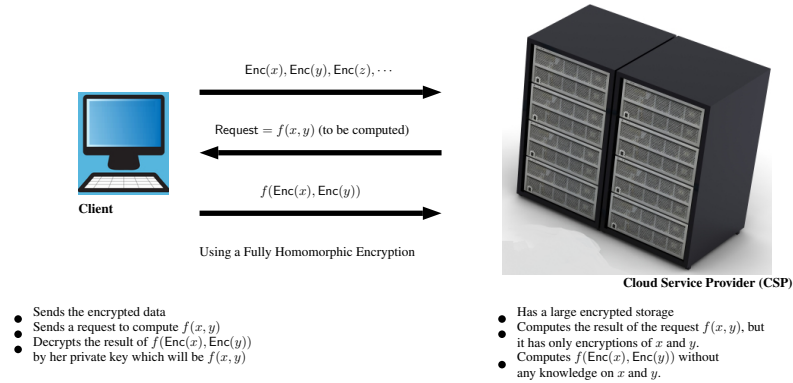 Enc(x), Enc(y), Enc(z), ⋯
Request = f(x, y) (to be computed)
f(Enc(x), Enc(y))
Client
Using a Fully Homomorphic Encryption
Cloud Service Provider (CSP)
● Sends the encrypted data
● Sends a request to compute f(x, y)
● Decrypts the result of f(Enc(x), Enc(y))
by her private key which will be f(x, y)
● Has a large encrypted storage
● Computes the result of the request f(x, y), but
it has only encryptions of x and y.
● Computes f(Enc(x), Enc(y)) without
any knowledge on x and y.